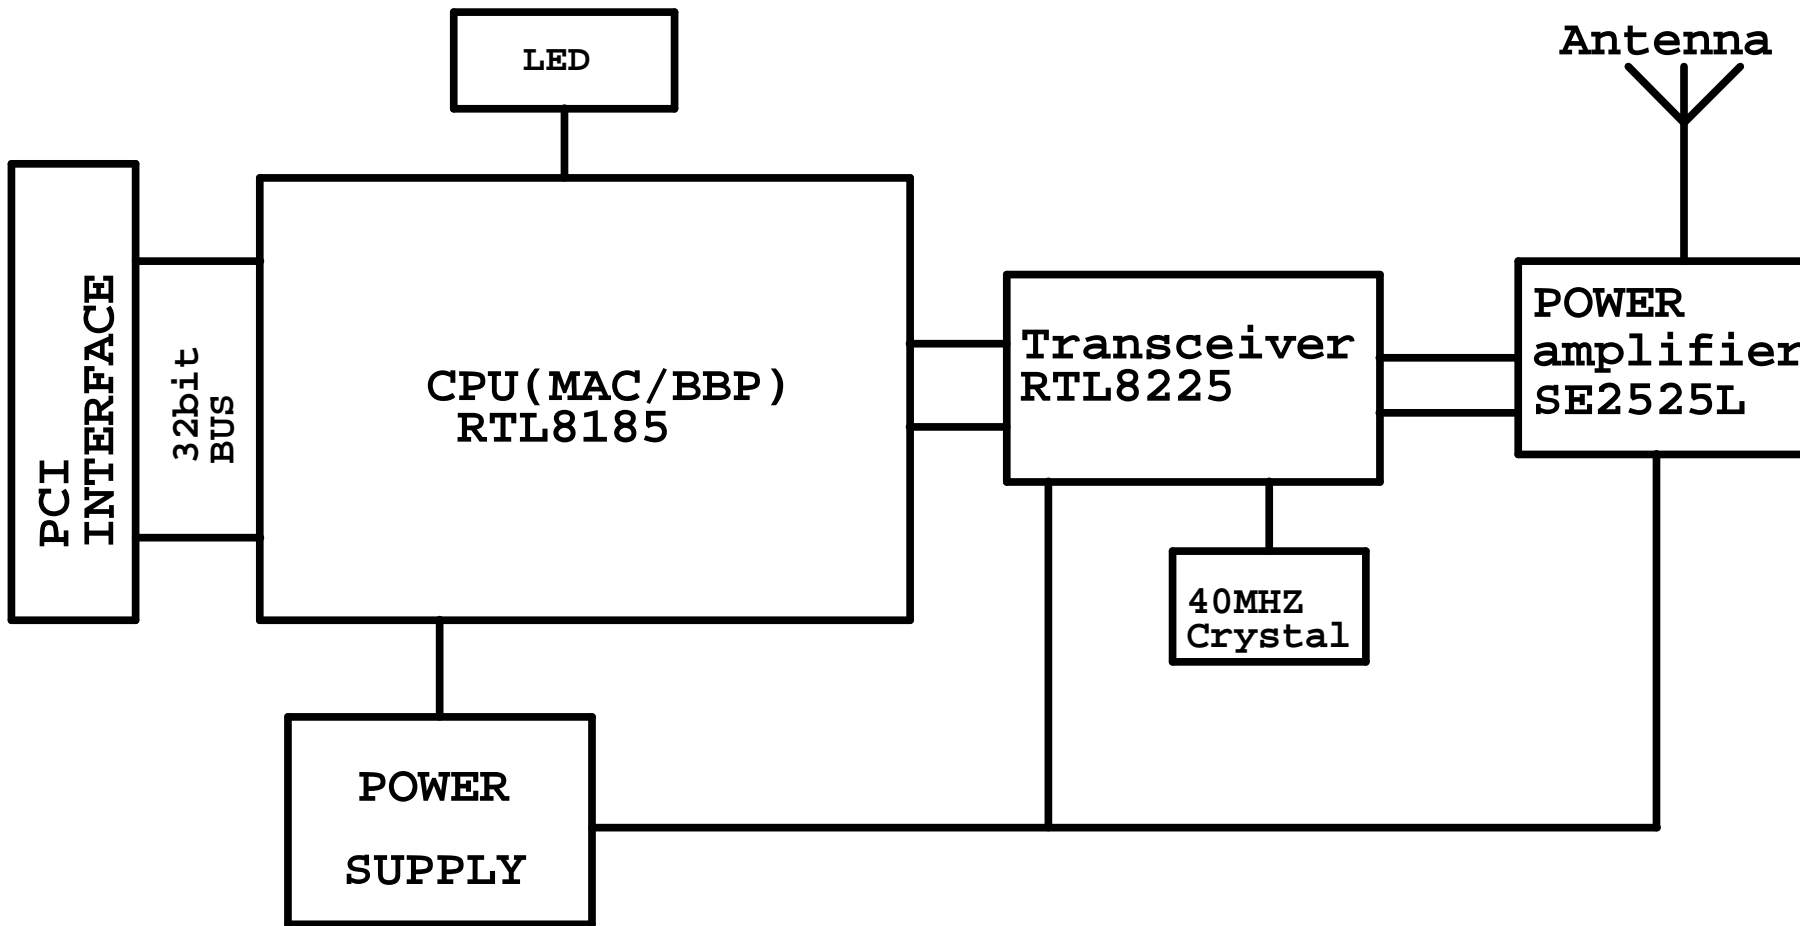 LED
Antenna
PCI
INTERFACE
32bit
BUS
CPU(MAC/BBP)
RTL8185
Transceiver
RTL8225
POWER
amplifier
SE2525L
40MHZ
Crystal
POWER
SUPPLY